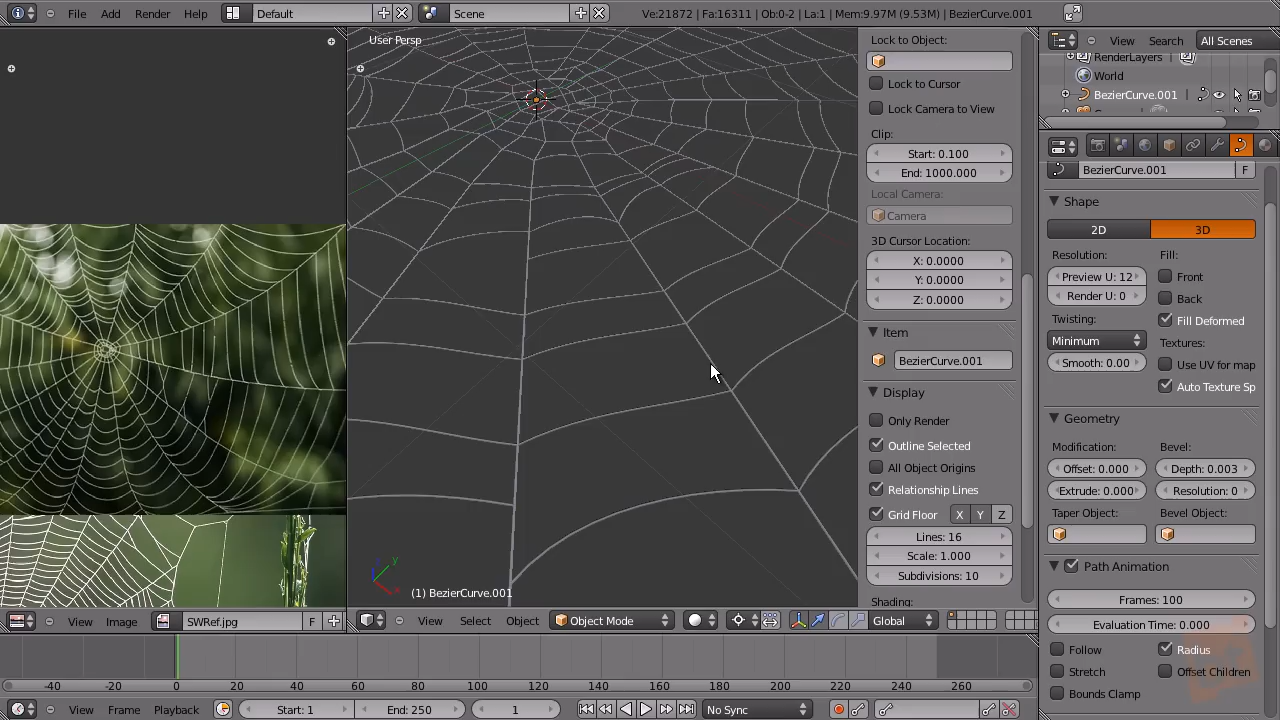 File Add Render Help Default Scene Ve:21872 | Fa:16311 | Ob:0-2 | La:1 | Mem:9.97M (9.53M) | BezierCurve.001
User Persp
Lock to Object:
Lock to Cursor
Lock Camera to View
Clip:
Start: 0.100
End: 1000.000
Local Camera:
Camera
3D Cursor Location:
X: 0.0000
Y: 0.0000
Z: 0.0000
Item
BezierCurve.001
Display
Only Render
Outline Selected
All Object Origins
Relationship Lines
Grid Floor X Y Z
Lines: 16
Scale: 1.000
Subdivisions: 10
Shading:
View Search All Scenes
RenderLayers
World
BezierCurve.001
BezierCurve.001 F
Shape
2D 3D
Resolution: Fill:
Preview U: 12 Front
Render U: 0 Back
Twisting: Fill Deformed
Minimum Textures:
Smooth: 0.00 Use UV for map
Auto Texture Sp
Geometry
Modification: Bevel:
Offset: 0.000 Depth: 0.003
Extrude: 0.000 Resolution: 0
Taper Object: Bevel Object:
Path Animation
Frames: 100
Evaluation Time: 0.000
Follow Radius
Stretch Offset Children
Bounds Clamp
z y x
(1) BezierCurve.001
View Image SWRef.jpg F
View Select Object Object Mode Global
-40 -20 0 20 40 60 80 100 120 140 160 180 200 220 240 260
View Frame Playback Start: 1 End: 250 1 No Sync